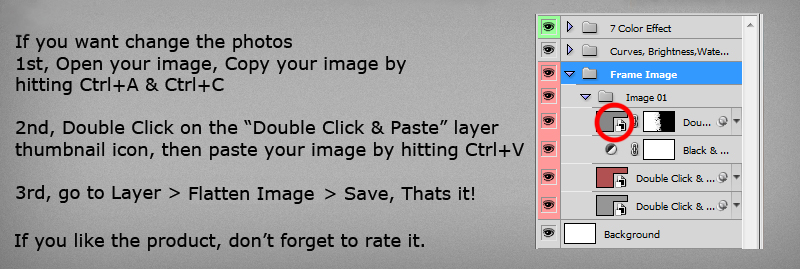 If you want change the photos
1st, Open your image, Copy your image by
hitting Ctrl+A & Ctrl+C
2nd, Double Click on the “Double Click & Paste” layer
thumbnail icon, then paste your image by hitting Ctrl+V
3rd, go to Layer > Flatten Image > Save, Thats it!
If you like the product, don’t forget to rate it.
7 Color Effect
Curves, Brightness,Wate...
Frame Image
Image 01
Dou...
Black & ...
Double Click & ...
Double Click & ...
Background